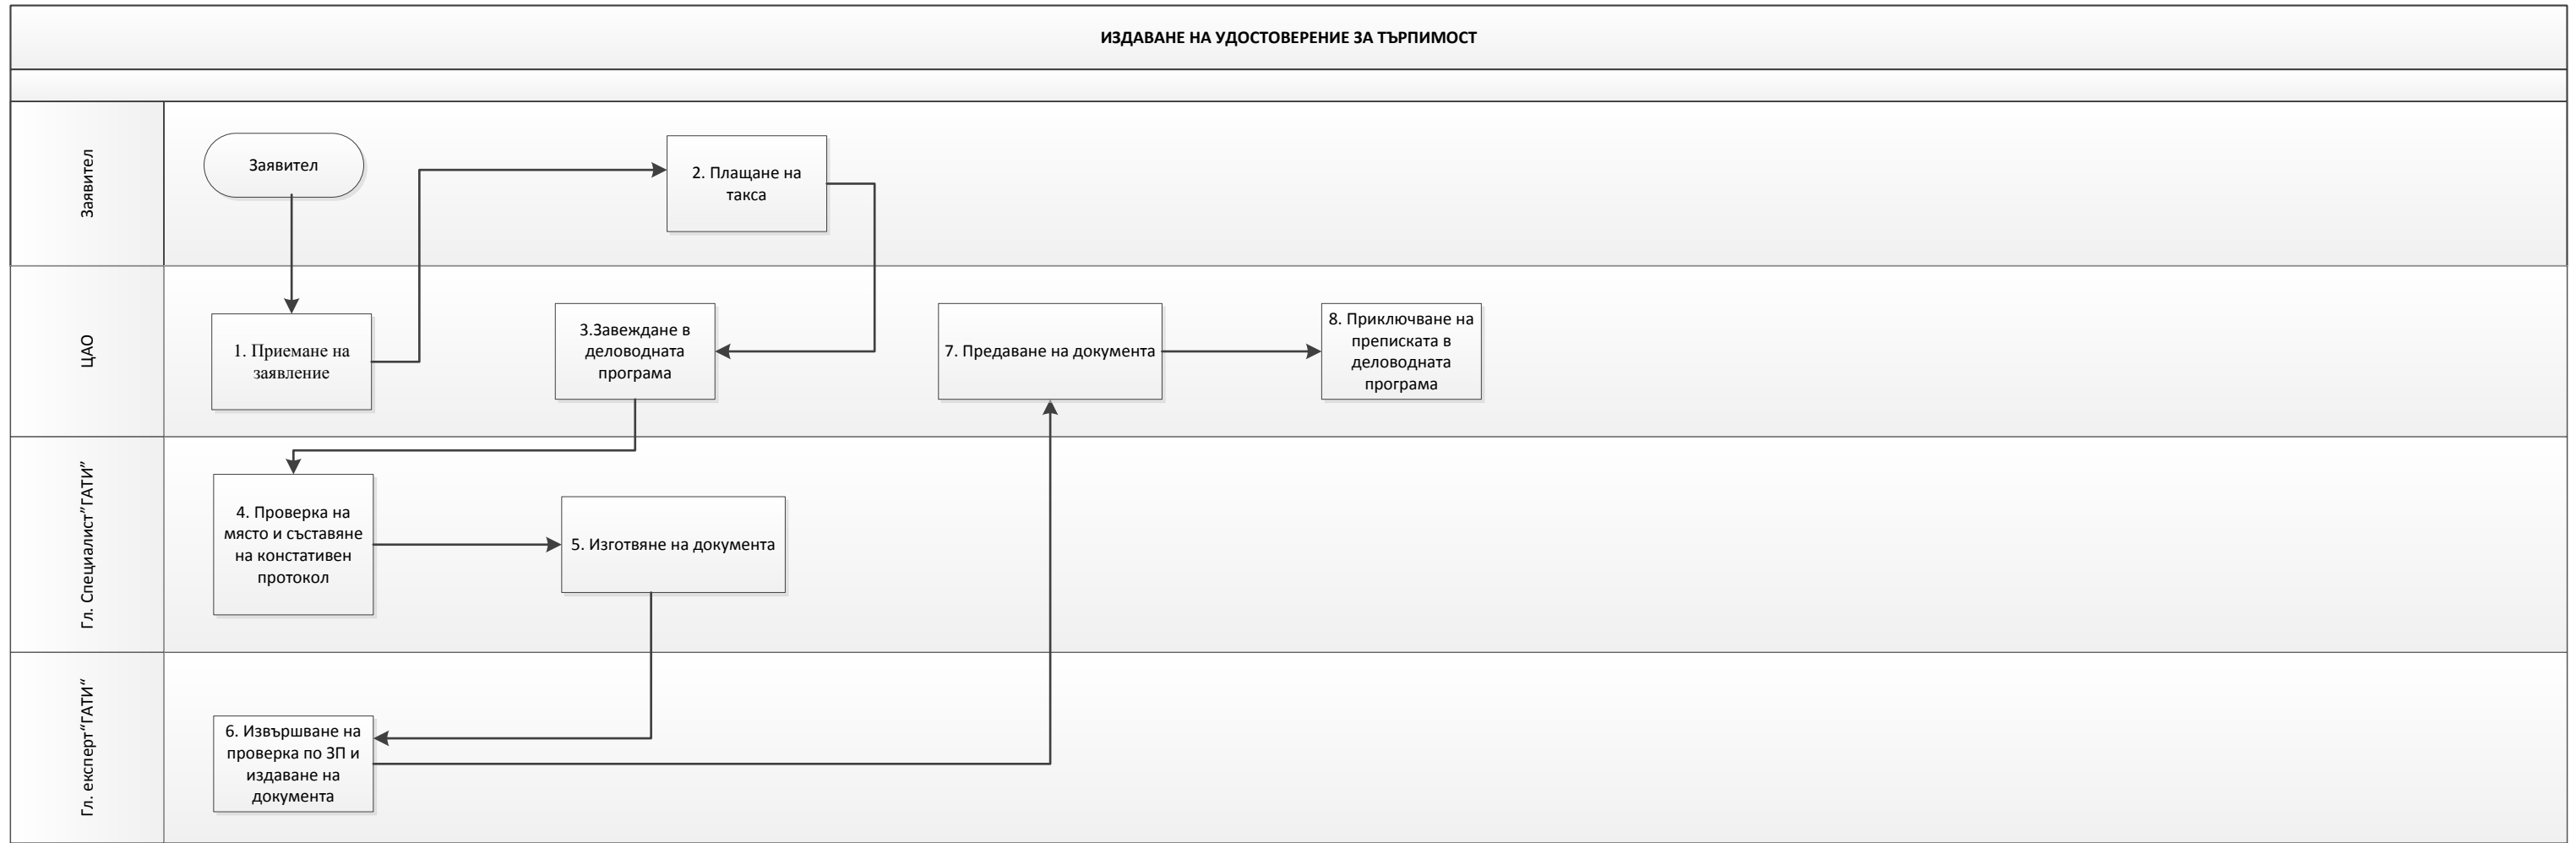 ИЗДАВАНЕ НА УДОСТОВЕРЕНИЕ ЗА ТЪРПИМОСТ
Заявител
Заявител
2. Плащане на
такса
ЦАО
1. Приемане на
заявление
3.Завеждане в
деловодната
програма
7. Предаване на документа
8. Приключване на
преписката в
деловодната
програма
Гл. Специалист”ГАТИ”
4. Проверка на
място и съставяне
на констативен
протокол
5. Изготвяне на документа
Гл. експерт“ГАТИ“
6. Извършване на
проверка по ЗП и
издаване на
документа